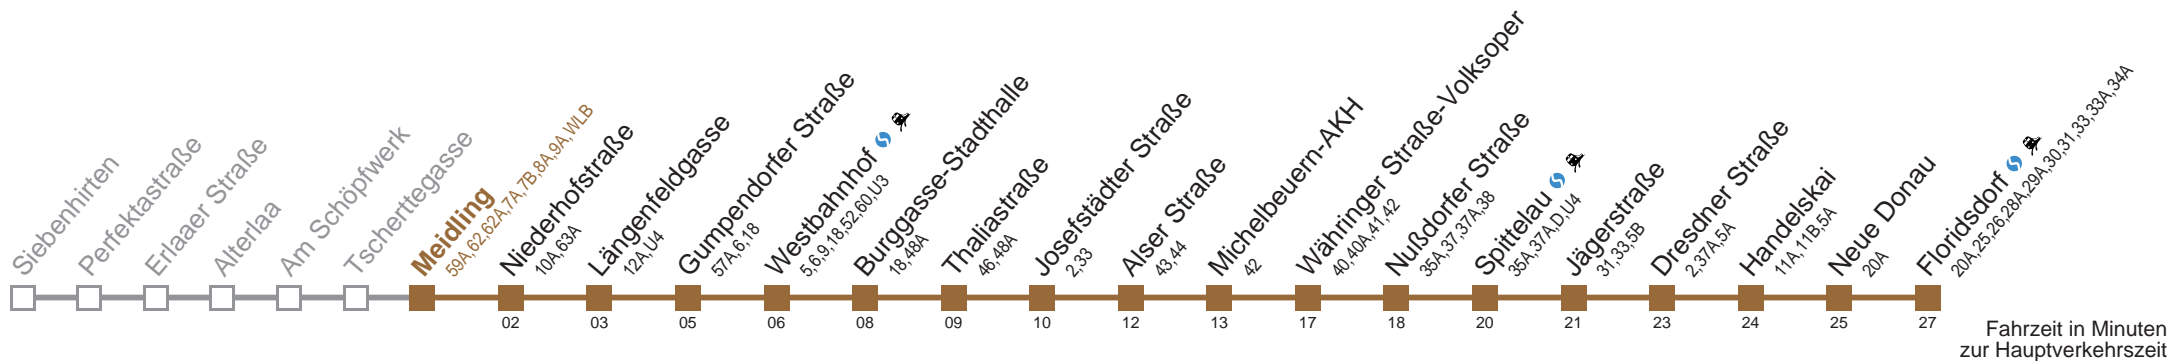 Siebenhirten
Perfektastraße
Erlaaer Straße
Alterlaa
Am Schöpfwerk
Tscherttegasse
Meidling
59A,62,62A,7A,7B,8A,9A,WLB
Niederhofstraße
10A,63A
02
Längenfeldgasse
12A,U4
03
Gumpendorfer Straße
57A,6,18
05
Westbahnhof
5,6,9,18,52,60,U3
06
Burggasse-Stadthalle
18,48A
08
Thaliastraße
46,48A
09
Josefstädter Straße
2,33
10
Alser Straße
43,44
12
Michelbeuern-AKH
42
13
Währinger Straße-Volksoper
40,40A,41,42
17
Nußdorfer Straße
35A,37,37A,38
18
Spittelau
35A,37A,D,U4
20
Jägerstraße
31,33,5B
21
Dresdner Straße
2,37A,5A
23
Handelskai
11A,11B,5A
24
Neue Donau
20A
25
Floridsdorf
20A,25,26,28A,29A,30,31,33,33A,34A
27
Fahrzeit in Minuten
zur Hauptverkehrszeit